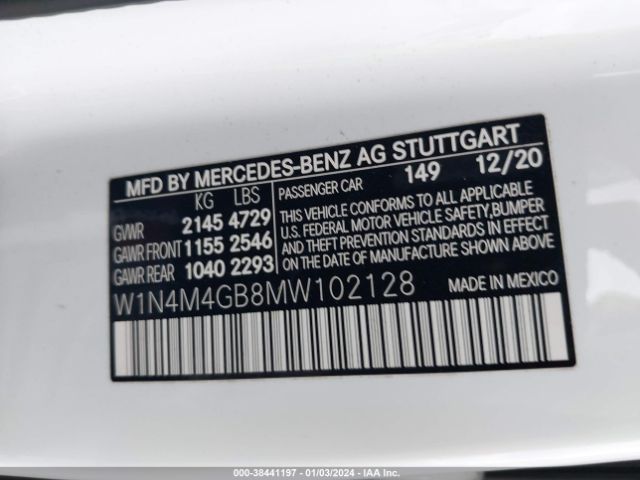 MFD BY MERCEDES-BENZ AG STUTTGART
KG LBS
GVWR 2145 4729
GAWR FRONT 1155 2546
GAWR REAR 1040 2293
PASSENGER CAR 149 12/20
THIS VEHICLE CONFORMS TO ALL APPLICABLE
U.S. FEDERAL MOTOR VEHICLE SAFETY, BUMPER
AND THEFT PREVENTION STANDARDS IN EFFECT
ON THE DATE OF MANUFACTURE SHOWN ABOVE
W1N4M4GB8MW102128
MADE IN MEXICO
000-38441197 - 01/03/2024 - IAA Inc.